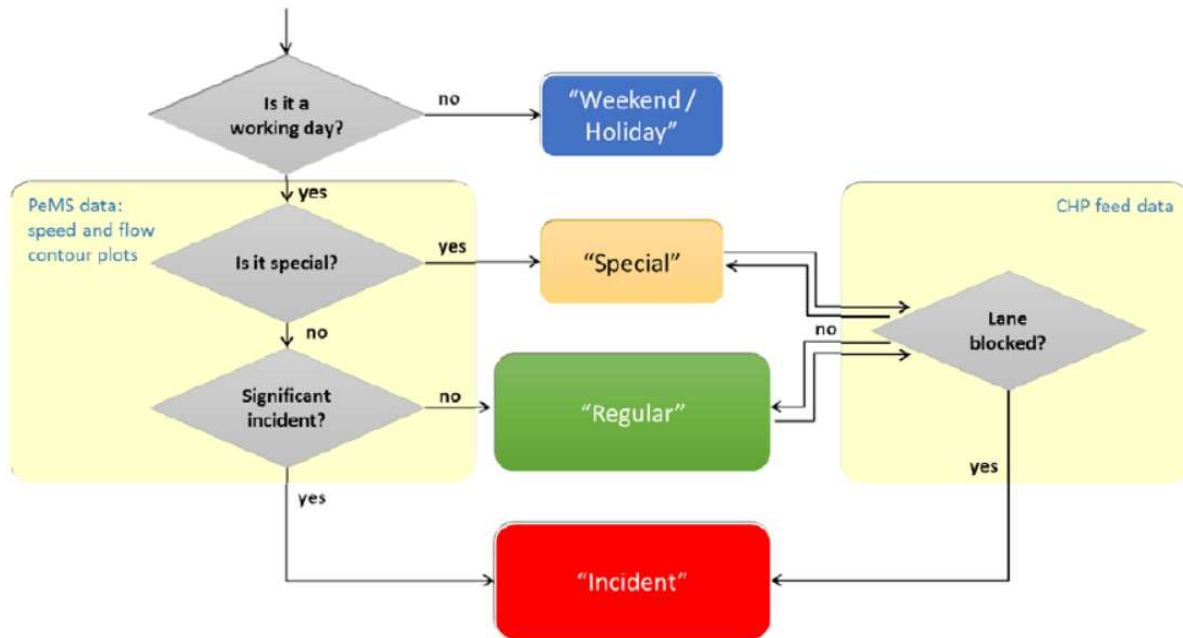 Is it a
working day?
no
“Weekend /
Holiday”
yes
PeMS data:
speed and flow
contour plots
CHP feed data
Is it special?
yes
“Special”
no
Lane
blocked?
no
Significant
incident?
no
“Regular”
yes
yes
“Incident”